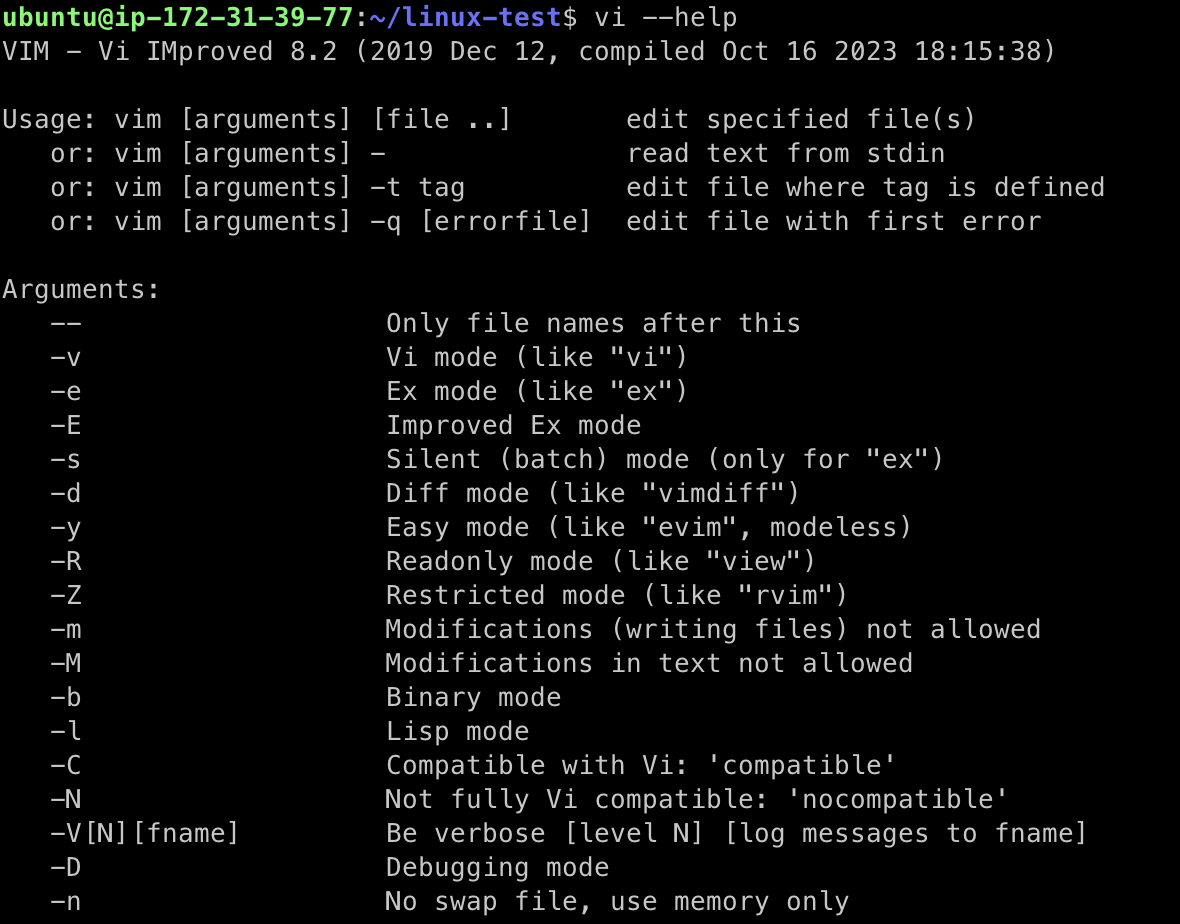 ubuntu@ip-172-31-39-77:~/linux-test$ vi --help
VIM - Vi IMproved 8.2 (2019 Dec 12, compiled Oct 16 2023 18:15:38)

Usage: vim [arguments] [file ..]       edit specified file(s)
   or: vim [arguments] -               read text from stdin
   or: vim [arguments] -t tag          edit file where tag is defined
   or: vim [arguments] -q [errorfile]  edit file with first error

Arguments:
   --                   Only file names after this
   -v                   Vi mode (like "vi")
   -e                   Ex mode (like "ex")
   -E                   Improved Ex mode
   -s                   Silent (batch) mode (only for "ex")
   -d                   Diff mode (like "vimdiff")
   -y                   Easy mode (like "evim", modeless)
   -R                   Readonly mode (like "view")
   -Z                   Restricted mode (like "rvim")
   -m                   Modifications (writing files) not allowed
   -M                   Modifications in text not allowed
   -b                   Binary mode
   -l                   Lisp mode
   -C                   Compatible with Vi: 'compatible'
   -N                   Not fully Vi compatible: 'nocompatible'
   -V[N][fname]         Be verbose [level N] [log messages to fname]
   -D                   Debugging mode
   -n                   No swap file, use memory only